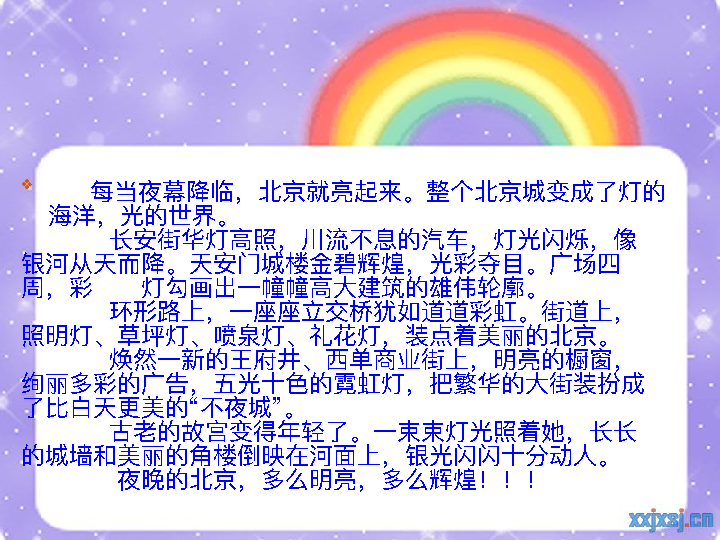 每当夜幕降临，北京就亮起来。整个北京城变成了灯的
海洋，光的世界。
长安街华灯高照，川流不息的汽车，灯光闪烁，像
银河从天而降。天安门城楼金碧辉煌，光彩夺目。广场四
周，彩　　灯勾画出一幢幢高大建筑的雄伟轮廓。
环形路上，一座座立交桥犹如道道彩虹。街道上，
照明灯、草坪灯、喷泉灯、礼花灯，装点着美丽的北京。
焕然一新的王府井、西单商业街上，明亮的橱窗，
绚丽多彩的广告，五光十色的霓虹灯，把繁华的大街装扮成
了比白天更美的“不夜城”。
古老的故宫变得年轻了。一束束灯光照着她，长长
的城墙和美丽的角楼倒映在河面上，银光闪闪十分动人。
夜晚的北京，多么明亮，多么辉煌！！！
xxjxsj.cn